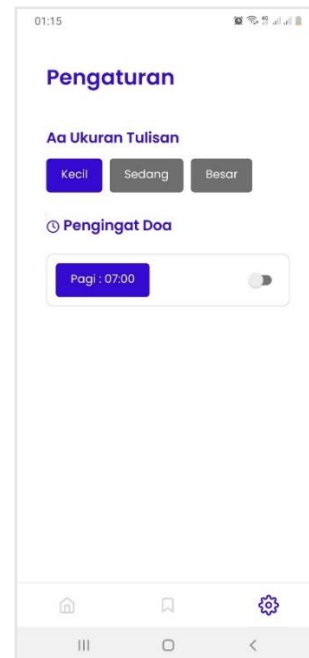 01:15
Pengaturan
Aa Ukuran Tulisan
Kecil Sedang Besar
Pengingat Doa
Pagi : 07:00